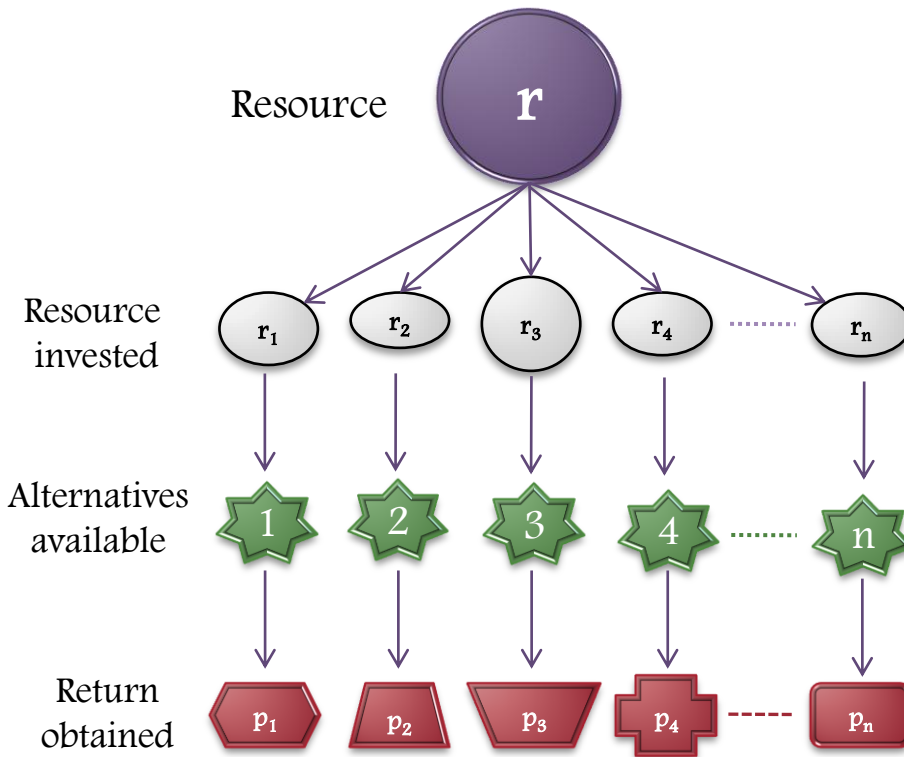 Resource
r
Resource
invested
r₁ r₂ r₃ r₄ rₙ
Alternatives
available
1 2 3 4 n
Return
obtained
p₁ p₂ p₃ p₄ pₙ